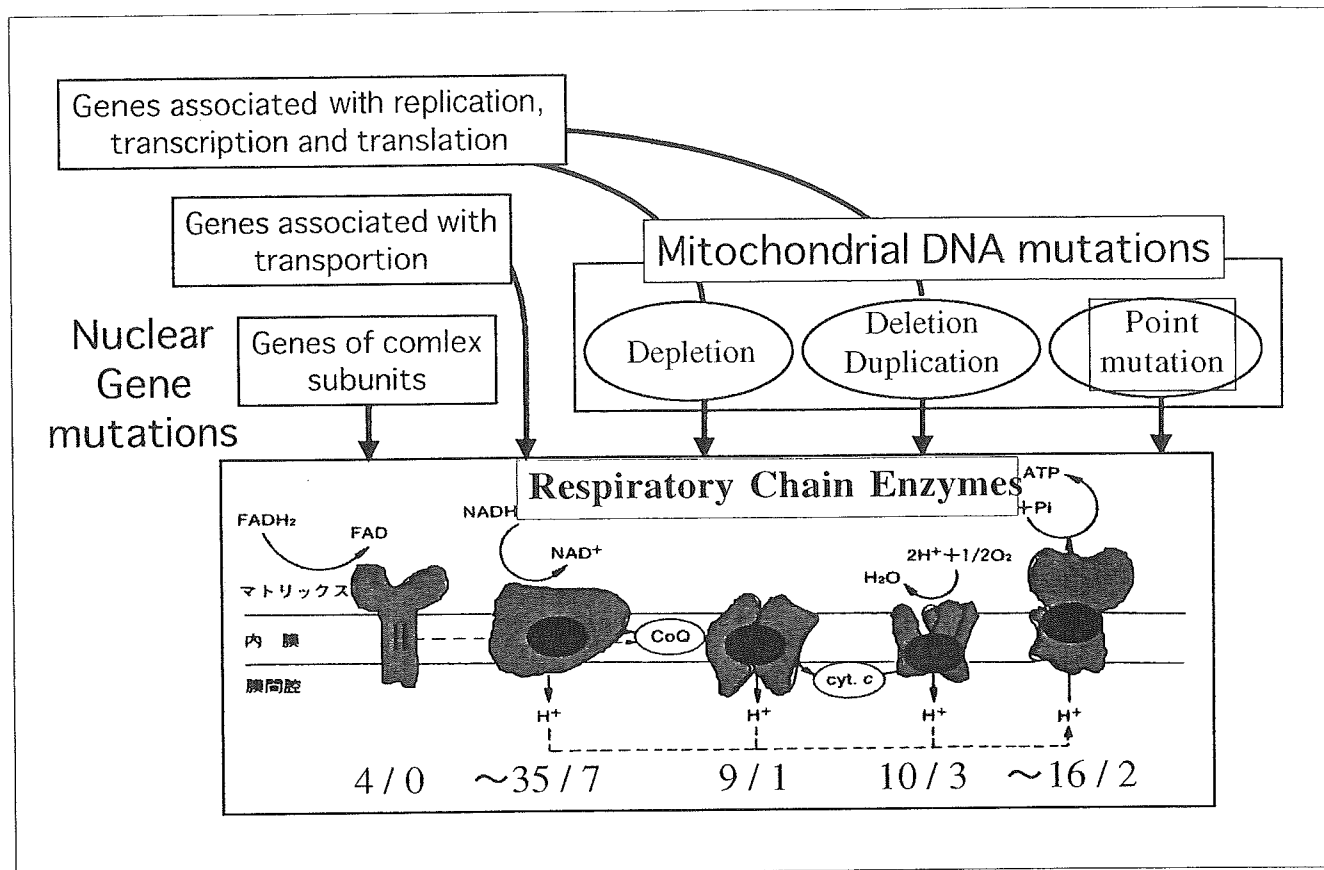 Genes associated with replication,
transcription and translation
Genes associated with
transportion
Mitochondrial DNA mutations
Nuclear
Gene
mutations
Genes of comlex
subunits
Depletion
Deletion
Duplication
Point
mutation
Respiratory Chain Enzymes
ATP
+Pi
FADH₂
FAD
NADH
NAD⁺
2H⁺+1/2O₂
H₂O
マトリックス
内膜
膜間腔
II
CoQ
cyt. c
H⁺
H⁺
H⁺
H⁺
4 / 0
～35 / 7
9 / 1
10 / 3
～16 / 2